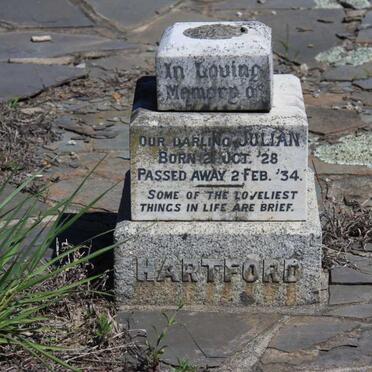 In Loving
Memory of
OUR DARLING JULIAN
BORN 21 OCT. '28
PASSED AWAY 2 FEB. '34.
SOME OF THE LOVELIEST
THINGS IN LIFE ARE BRIEF.
HARTFORD